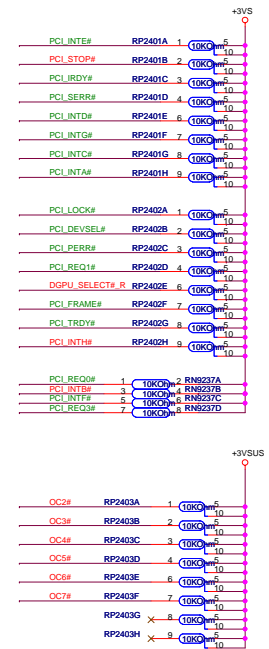 +3VS
PCI_INTE# RP2401A 1 10KOhm 5 10
PCI_STOP# RP2401B 2 10KOhm 5 10
PCI_IRDY# RP2401C 3 10KOhm 5 10
PCI_SERR# RP2401D 4 10KOhm 5 10
PCI_INTD# RP2401E 6 10KOhm 5 10
PCI_INTG# RP2401F 7 10KOhm 5 10
PCI_INTC# RP2401G 8 10KOhm 5 10
PCI_INTA# RP2401H 9 10KOhm 5 10
PCI_LOCK# RP2402A 1 10KOhm 5 10
PCI_DEVSEL# RP2402B 2 10KOhm 5 10
PCI_PERR# RP2402C 3 10KOhm 5 10
PCI_REQ1# RP2402D 4 10KOhm 5 10
DGPU_SELECT#_R RP2402E 6 10KOhm 5 10
PCI_FRAME# RP2402F 7 10KOhm 5 10
PCI_TRDY# RP2402G 8 10KOhm 5 10
PCI_INTH# RP2402H 9 10KOhm 5 10
PCI_REQ0# 1 10KOhm 2 RN9237A
PCI_INTB# 3 10KOhm 4 RN9237B
PCI_INTF# 5 10KOhm 6 RN9237C
PCI_REQ3# 7 10KOhm 8 RN9237D
+3VSUS
OC2# RP2403A 1 10KOhm 5 10
OC3# RP2403B 2 10KOhm 5 10
OC4# RP2403C 3 10KOhm 5 10
OC5# RP2403D 4 10KOhm 5 10
OC6# RP2403E 6 10KOhm 5 10
OC7# RP2403F 7 10KOhm 5 10
RP2403G 8 10KOhm 5 10
RP2403H 9 10KOhm 5 10